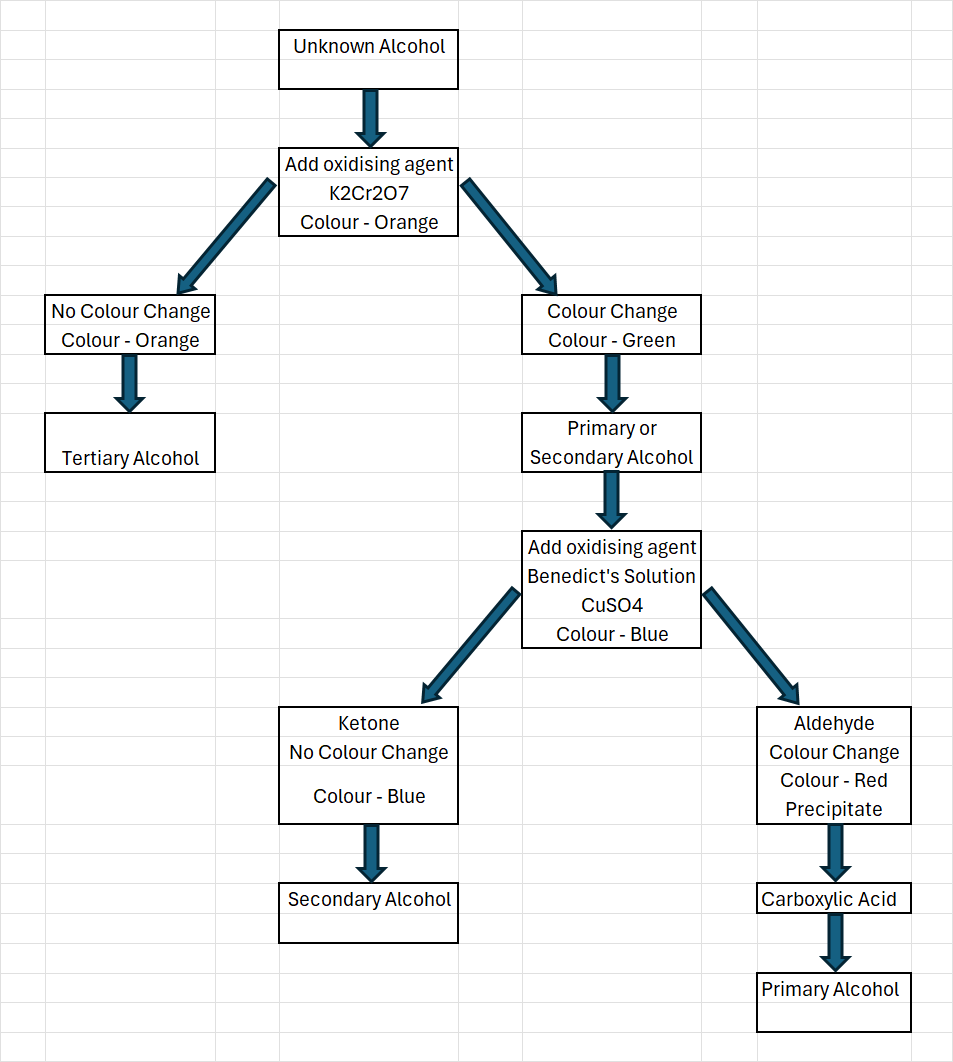 Unknown Alcohol
Add oxidising agent
K2Cr2O7
Colour - Orange
No Colour Change
Colour - Orange
Colour Change
Colour - Green
Tertiary Alcohol
Primary or
Secondary Alcohol
Add oxidising agent
Benedict's Solution
CuSO4
Colour - Blue
Ketone
No Colour Change
Colour - Blue
Aldehyde
Colour Change
Colour - Red
Precipitate
Secondary Alcohol
Carboxylic Acid
Primary Alcohol